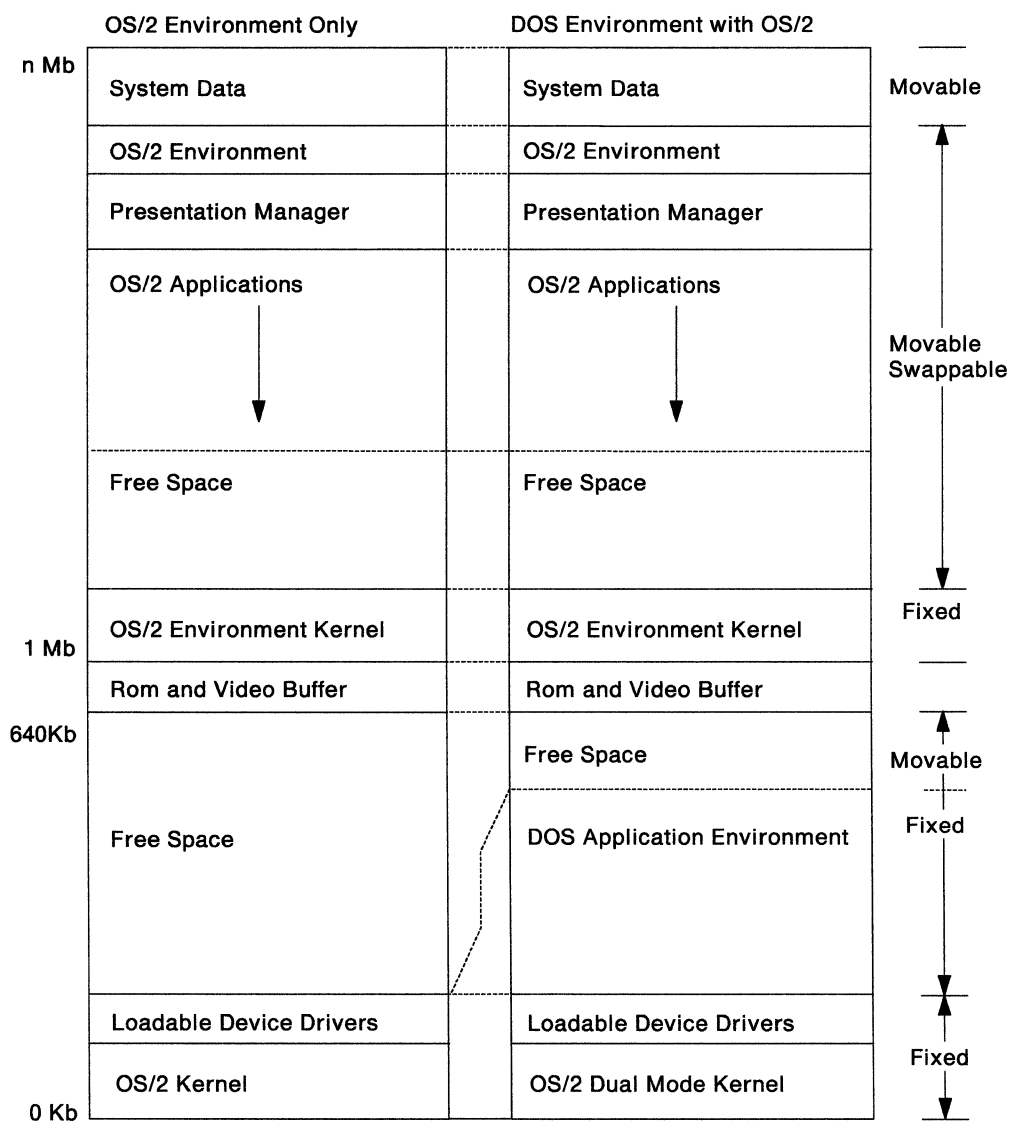 OS/2 Environment Only
DOS Environment with OS/2
n Mb
System Data
System Data
Movable
OS/2 Environment
OS/2 Environment
Presentation Manager
Presentation Manager
OS/2 Applications
OS/2 Applications
Movable
Swappable
Free Space
Free Space
Fixed
OS/2 Environment Kernel
OS/2 Environment Kernel
1 Mb
Rom and Video Buffer
Rom and Video Buffer
640Kb
Free Space
Movable
Free Space
DOS Application Environment
Fixed
Loadable Device Drivers
Loadable Device Drivers
Fixed
OS/2 Kernel
OS/2 Dual Mode Kernel
0 Kb